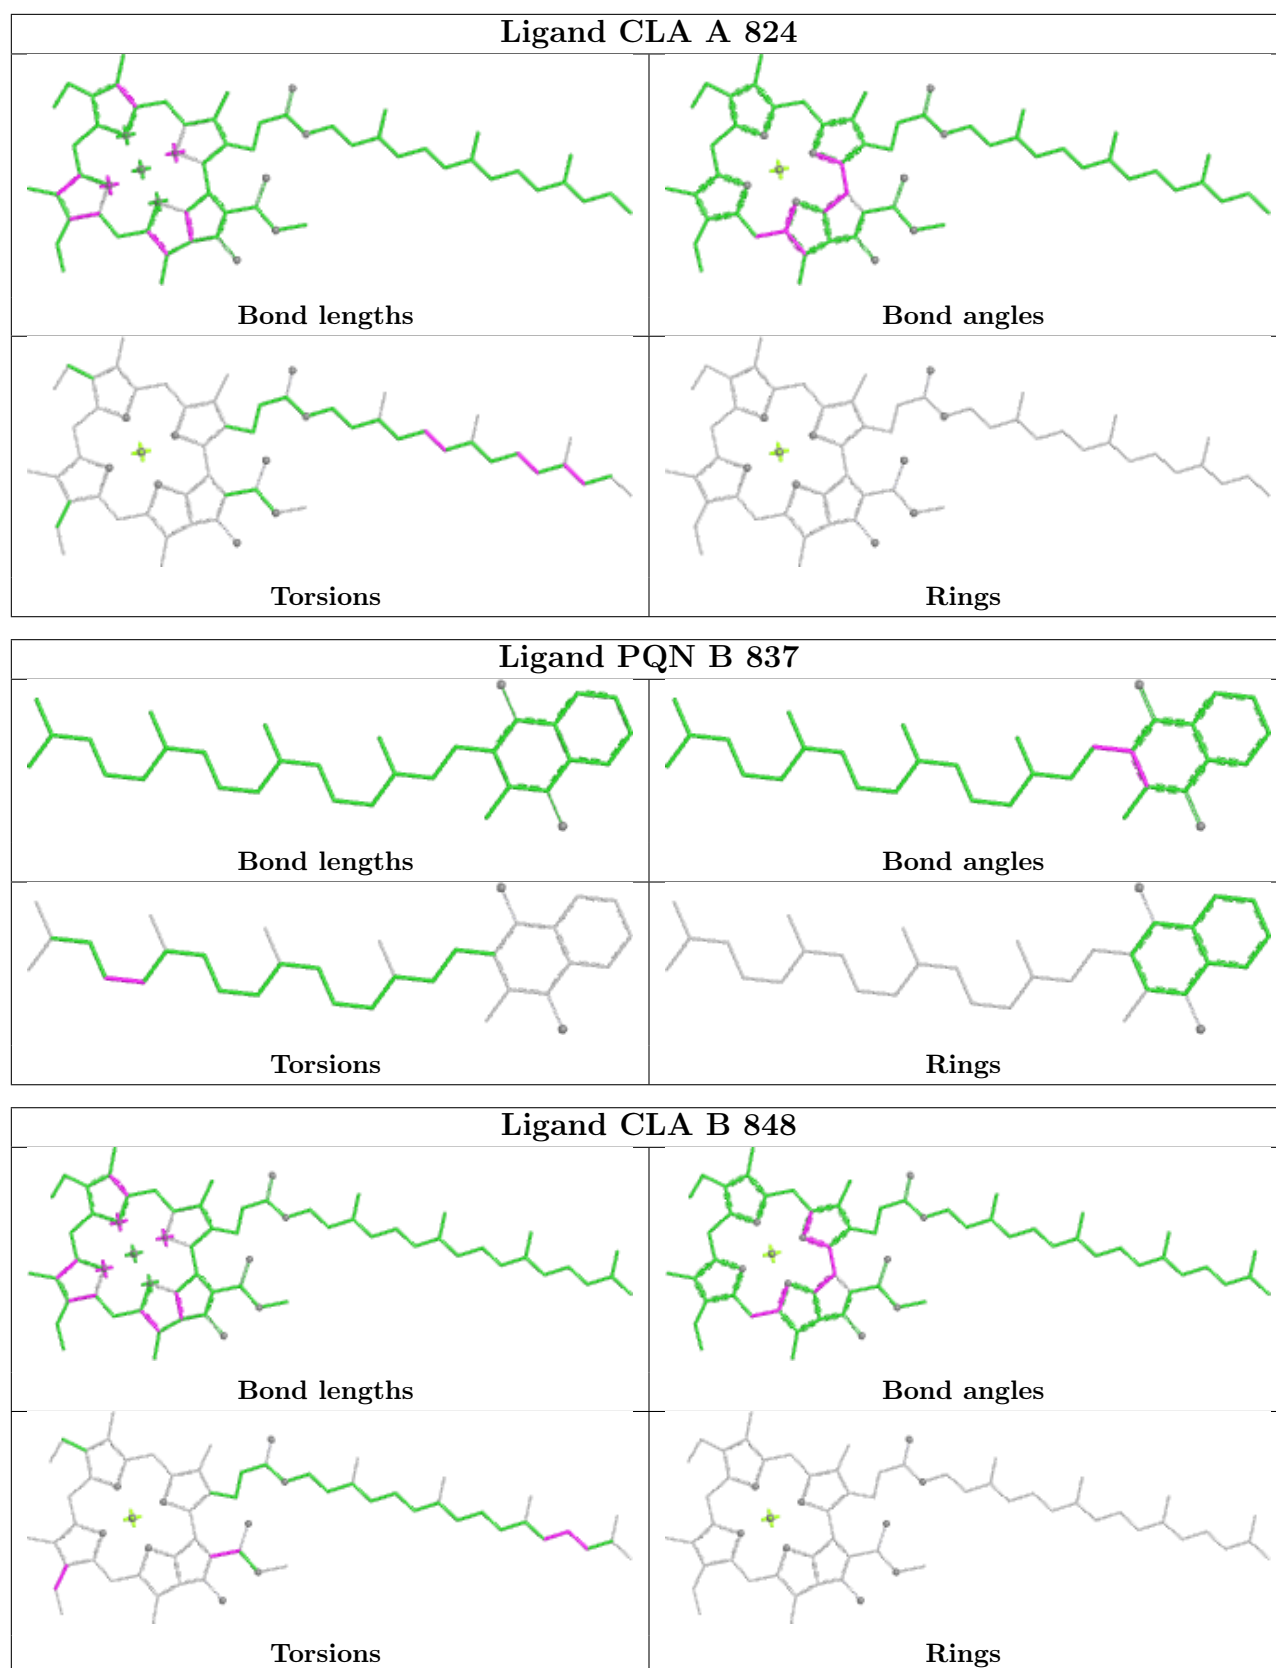 Ligand CLA A 824
Bond lengths
Bond angles
Torsions
Rings
Ligand PQN B 837
Bond lengths
Bond angles
Torsions
Rings
Ligand CLA B 848
Bond lengths
Bond angles
Torsions
Rings